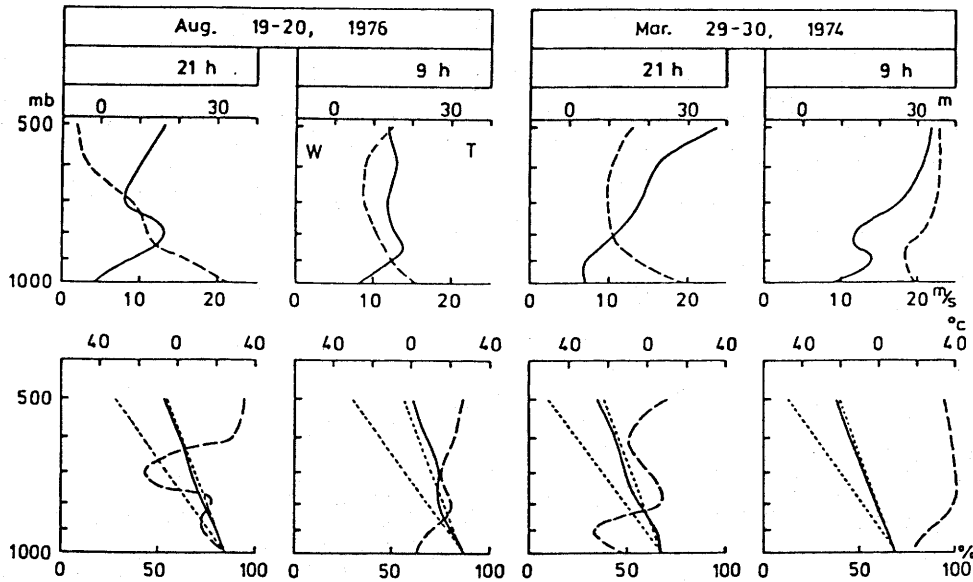 Aug. 19-20, 1976 Mar. 29-30, 1974
21 h 9 h 21 h 9 h
mb 0 30 0 30 0 30 0 30 m
500
W T
1000
0 10 20 0 10 20 0 10 20 0 10 20 m/s
°C
40 0 40 40 0 40 40 0 40 40 0 40
500
1000
0 50 100 0 50 100 0 50 100 0 50 100 %